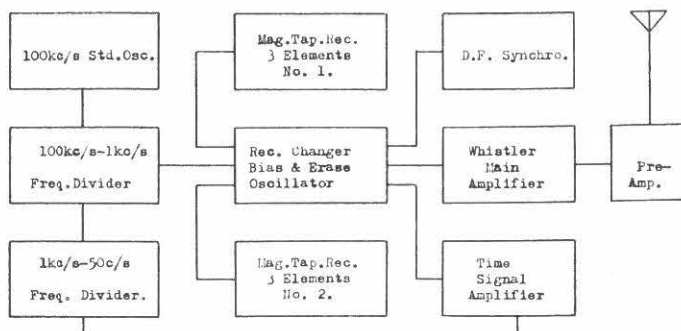 100kc/s Std.Osc.
Mag.Tap.Rec.
3 Elements
No. 1.
D.F. Synchro.
100kc/s-1kc/s
Freq.Divider
Rec. Changer
Bias & Erase
Oscillator
Whistler
Main
Amplifier
Pre-
Amp.
1kc/s-50c/s
Freq. Divider.
Mag.Tap.Rec.
3 Elements
No. 2.
Time
Signal
Amplifier